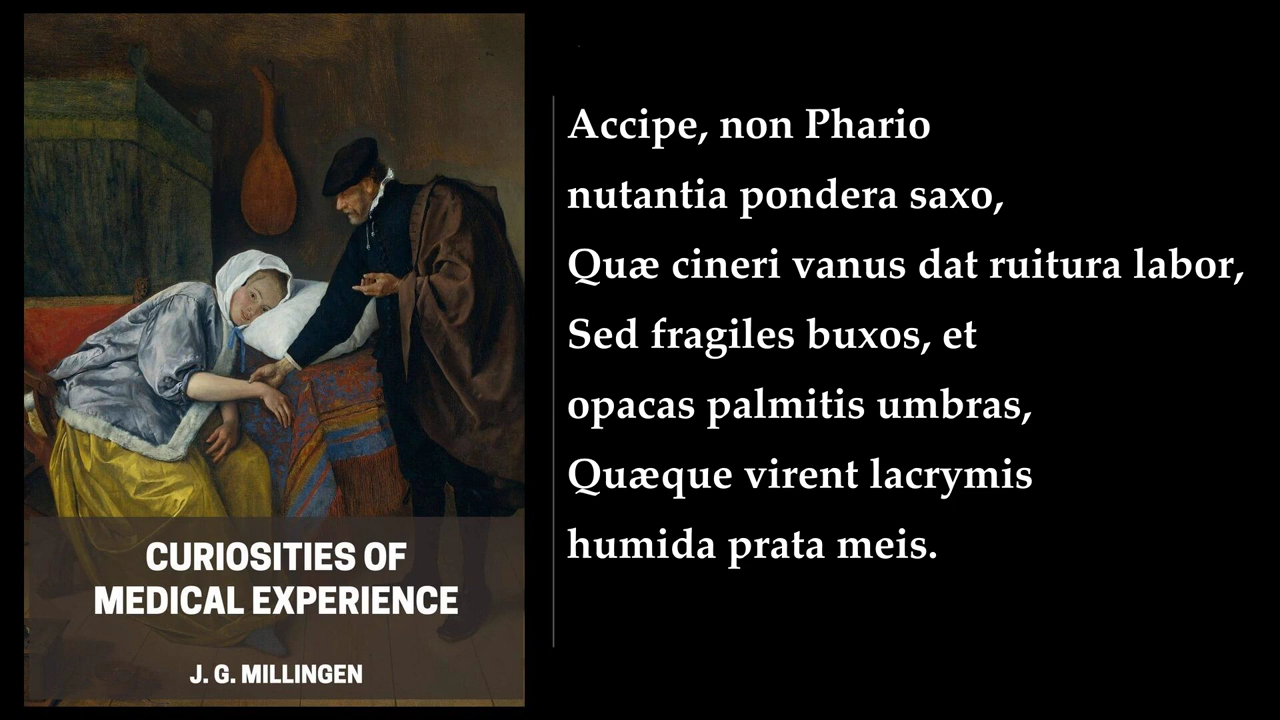 CURIOSITIES OF
MEDICAL EXPERIENCE
J. G. MILLINGEN
Accipe, non Phario
nutantia pondera saxo,
Quæ cineri vanus dat ruitura labor,
Sed fragiles buxos, et
opacas palmitis umbras,
Quæque virent lacrymis
humida prata meis.